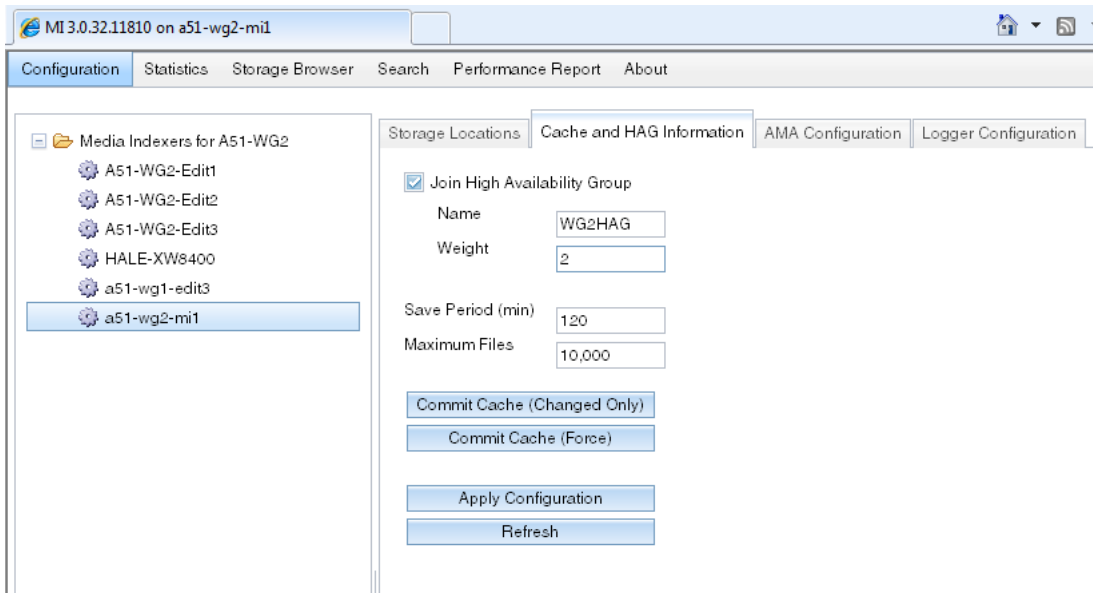 MI 3.0.32.11810 on a51-wg2-mi1
Configuration Statistics Storage Browser Search Performance Report About
Media Indexers for A51-WG2
A51-WG2-Edit1
A51-WG2-Edit2
A51-WG2-Edit3
HALE-XW8400
a51-wg1-edit3
a51-wg2-mi1
Storage Locations Cache and HAG Information AMA Configuration Logger Configuration
Join High Availability Group
Name WG2HAG
Weight 2
Save Period (min) 120
Maximum Files 10,000
Commit Cache (Changed Only)
Commit Cache (Force)
Apply Configuration
Refresh